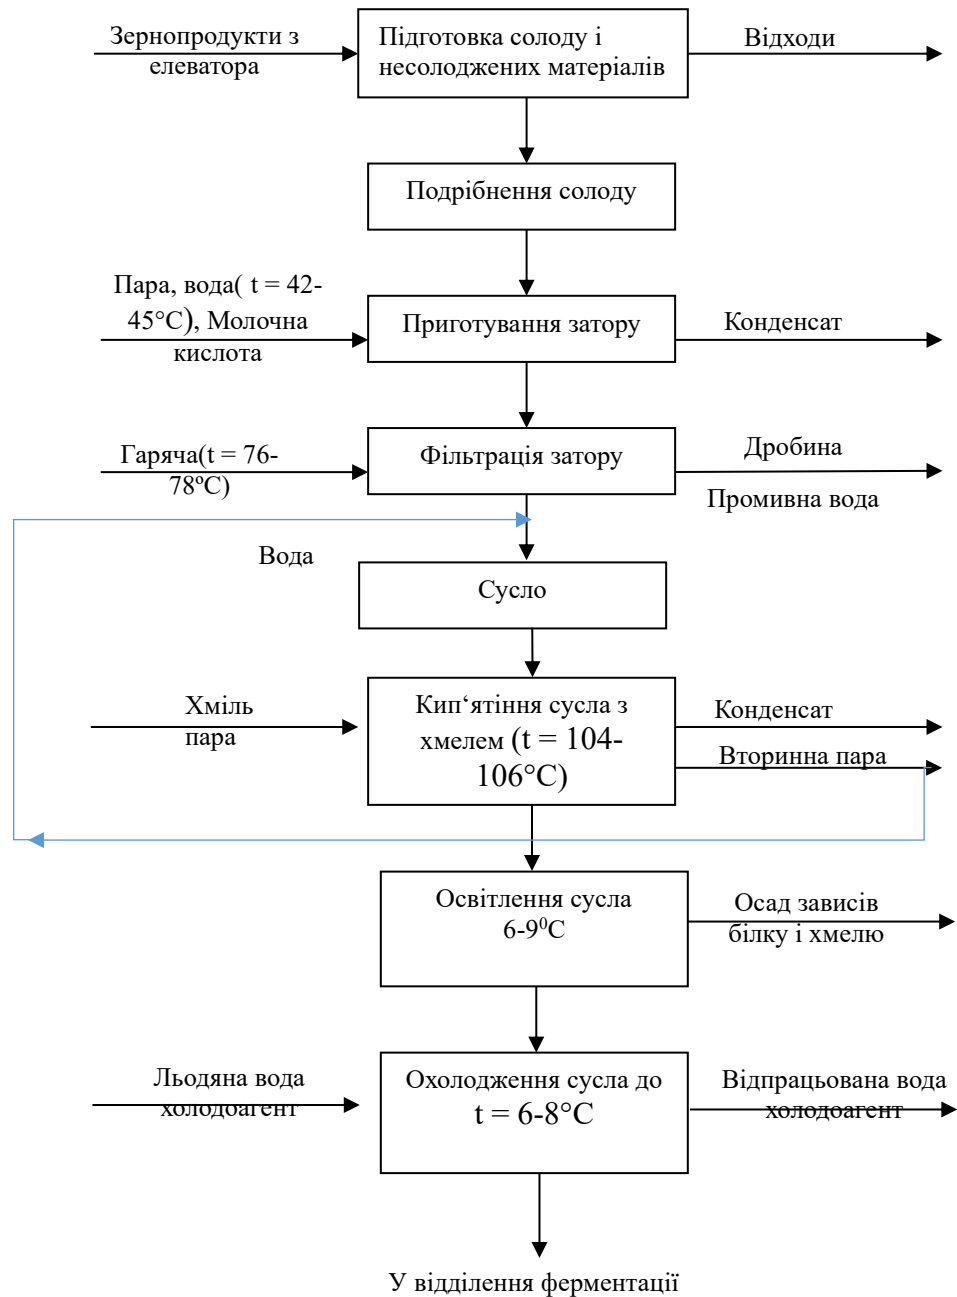 Зернопродукти з
елеватора
Підготовка солоду і
несолоджених матеріалів
Відходи
Подрібнення солоду
Пара, вода( t = 42-
45°C), Молочна
кислота
Приготування затору
Конденсат
Гаряча(t = 76-
78ºC)
Фільтрація затору
Дробина
Промивна вода
Вода
Сусло
Хміль
пара
Кип‘ятіння сусла з
хмелем (t = 104-
106°C)
Конденсат
Вторинна пара
Освітлення сусла
6-9⁰C
Осад зависів
білку і хмелю
Льодяна вода
холодоагент
Охолодження сусла до
t = 6-8°C
Відпрацьована вода
холодоагент
У відділення ферментації